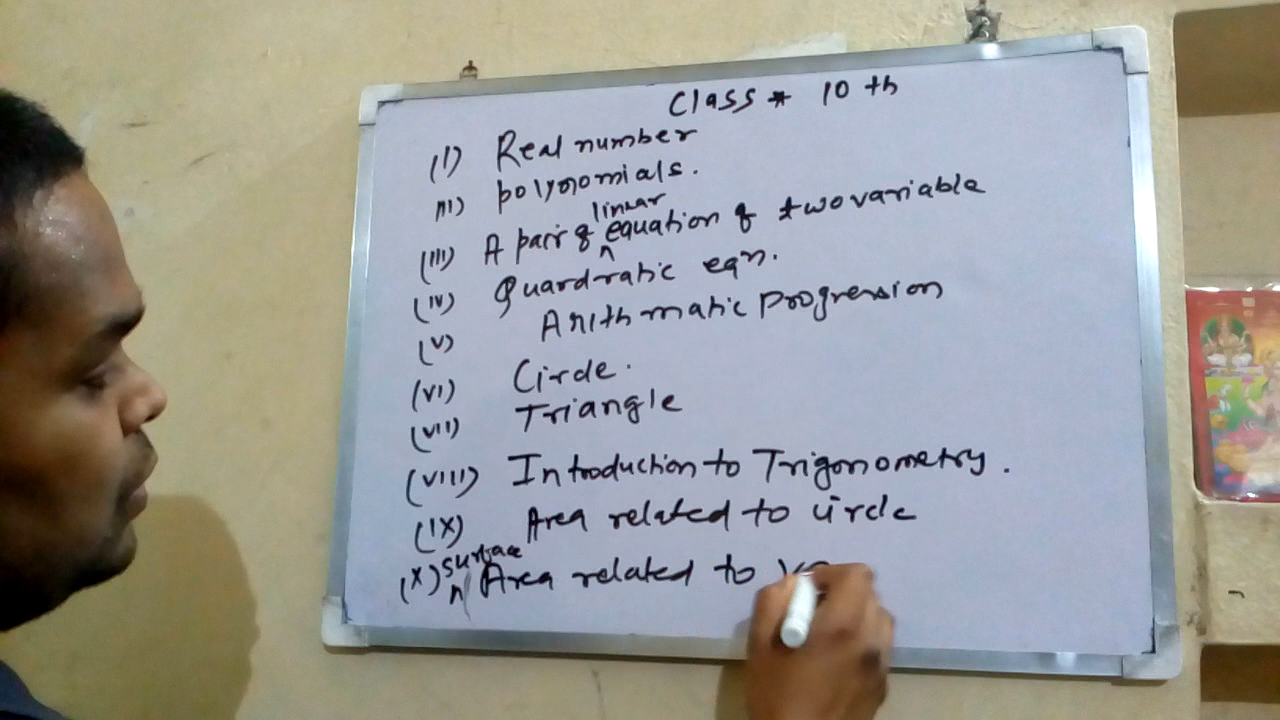 Class * 10 th
(I) Real number
(II) polynomials.
linear
(III) A pair of ^ equation of two variable
(IV) Quardratic eqn.
(V) Arithmatic progression
(VI) Circle.
(VII) Triangle
(VIII) Introduction to Trigonometry.
(IX) Area related to circle
surface
(X) ^ Area related to